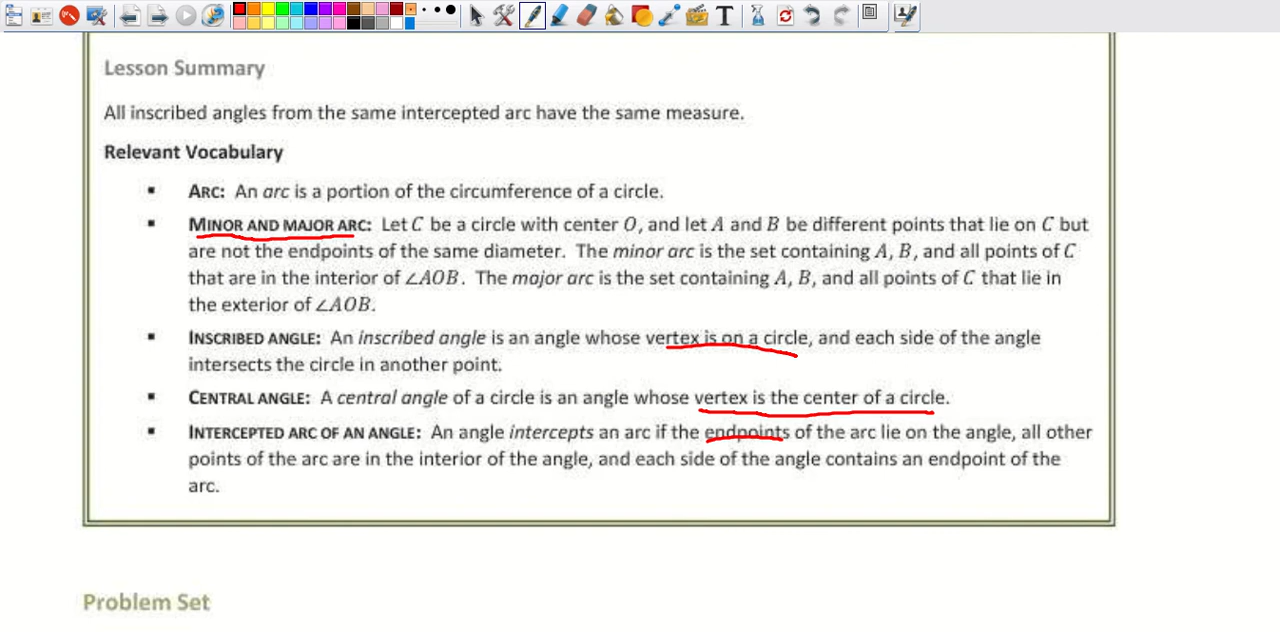 Lesson Summary
All inscribed angles from the same intercepted arc have the same measure.
Relevant Vocabulary
▪ ARC: An arc is a portion of the circumference of a circle.
▪ MINOR AND MAJOR ARC: Let C be a circle with center O, and let A and B be different points that lie on C but
are not the endpoints of the same diameter. The minor arc is the set containing A, B, and all points of C
that are in the interior of ∠AOB. The major arc is the set containing A, B, and all points of C that lie in
the exterior of ∠AOB.
▪ INSCRIBED ANGLE: An inscribed angle is an angle whose vertex is on a circle, and each side of the angle
intersects the circle in another point.
▪ CENTRAL ANGLE: A central angle of a circle is an angle whose vertex is the center of a circle.
▪ INTERCEPTED ARC OF AN ANGLE: An angle intercepts an arc if the endpoints of the arc lie on the angle, all other
points of the arc are in the interior of the angle, and each side of the angle contains an endpoint of the
arc.
Problem Set